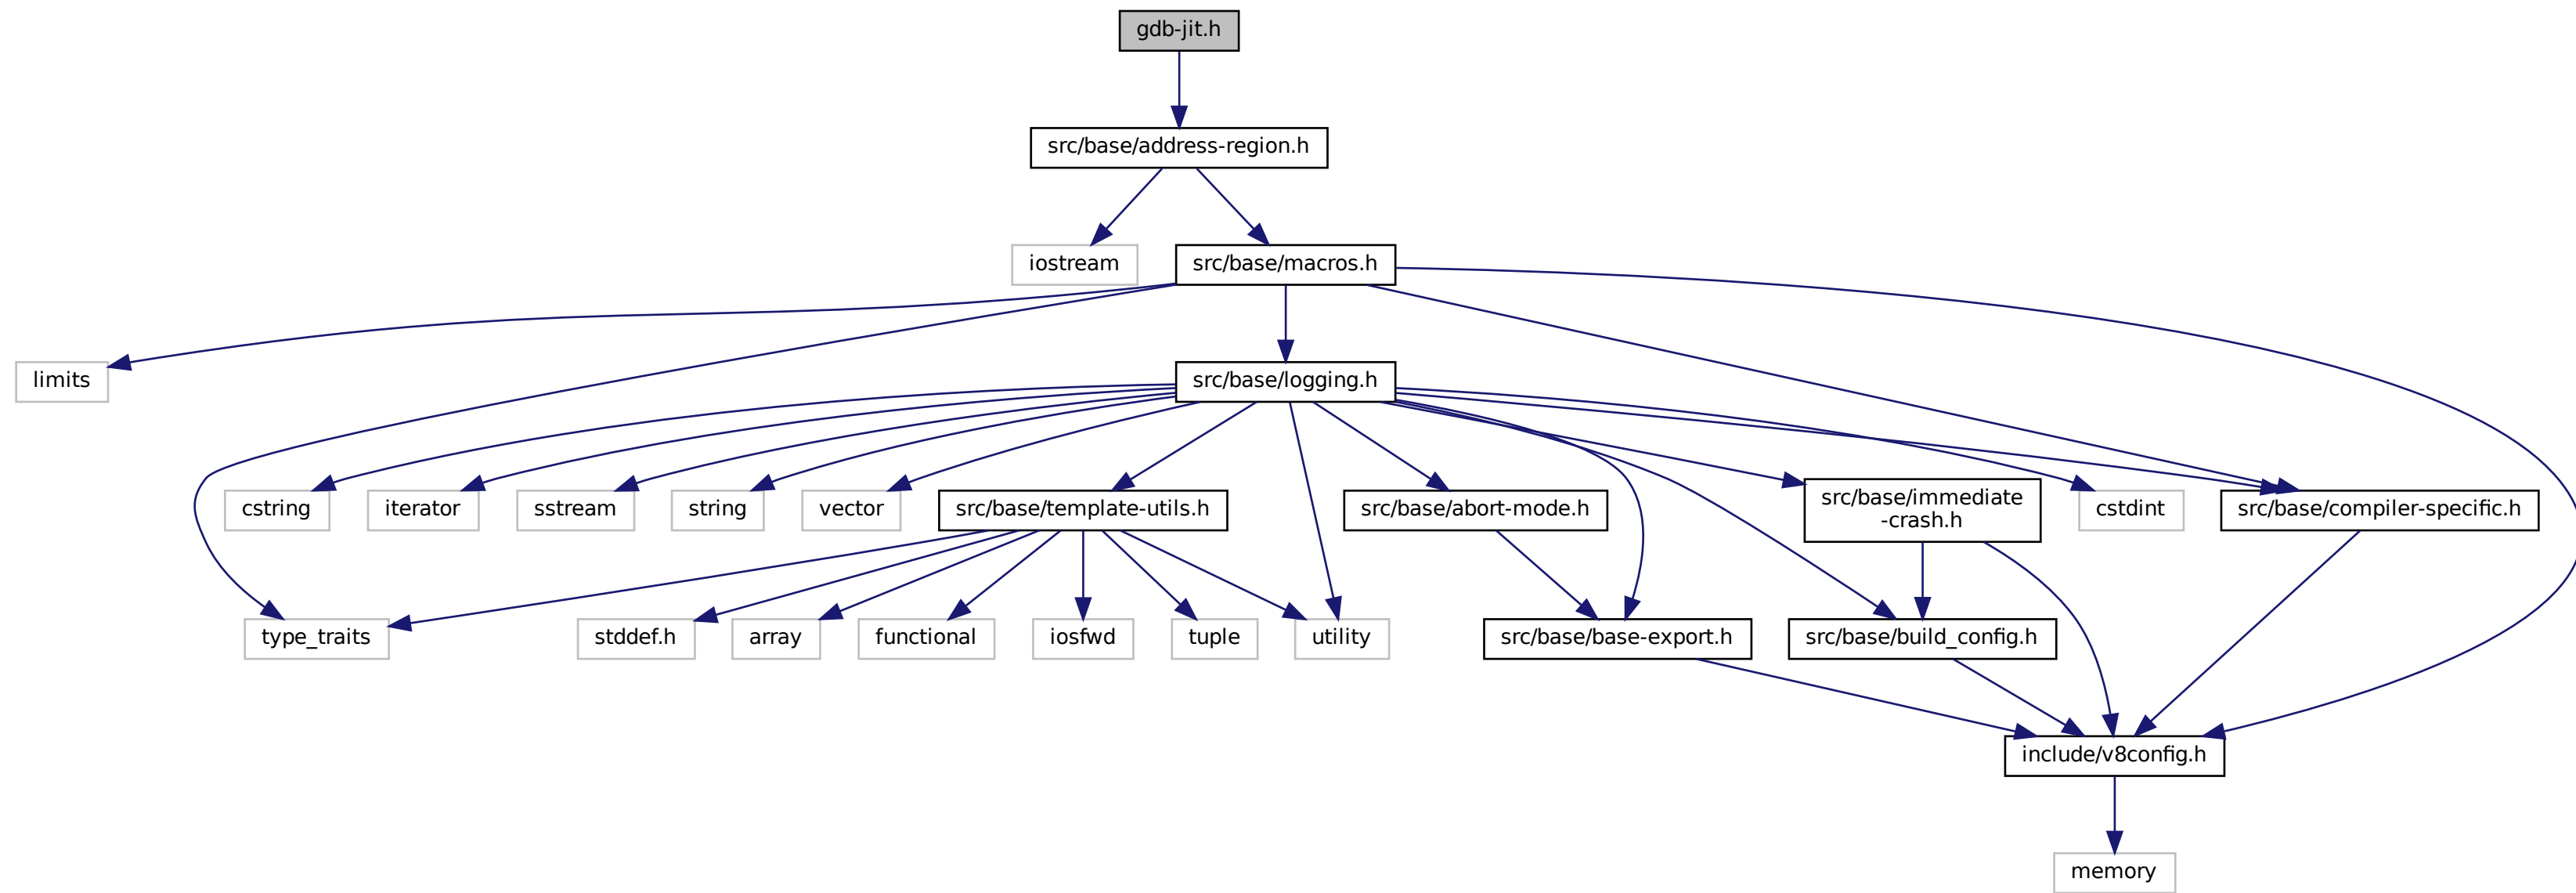 gdb-jit.h
src/base/address-region.h
iostream
src/base/macros.h
limits
src/base/logging.h
cstring
iterator
sstream
string
vector
src/base/template-utils.h
src/base/abort-mode.h
src/base/immediate
-crash.h
cstdint
src/base/compiler-specific.h
type_traits
stddef.h
array
functional
iosfwd
tuple
utility
src/base/base-export.h
src/base/build_config.h
include/v8config.h
memory